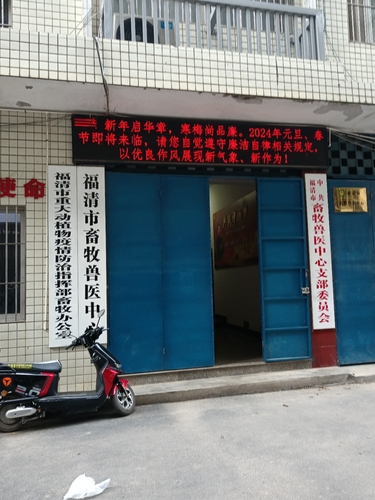 新年启华章，寒梅尚品廉。2024年元旦、春
节即将来临，请您自觉遵守廉洁自律相关规定，
以优良作风展现新气象、新作为！
使命
福清市重大动植物疫情防治指挥部畜牧办公室
福清市畜牧兽医中心
中共
福清市
畜牧兽医中心支部委员会